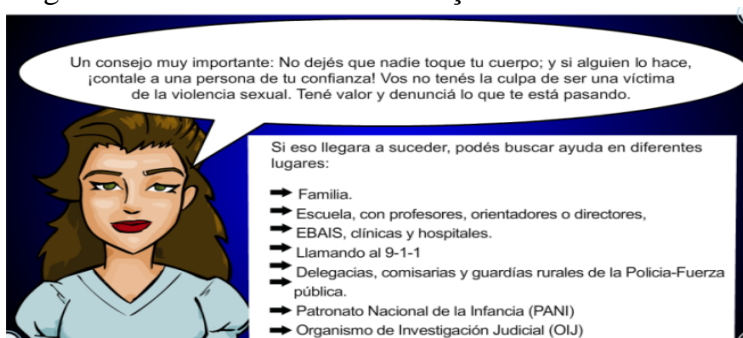 Un consejo muy importante: No dejés que nadie toque tu cuerpo; y si alguien lo hace,
¡contale a una persona de tu confianza! Vos no tenés la culpa de ser una víctima
de la violencia sexual. Tené valor y denunciá lo que te está pasando.
Si eso llegara a suceder, podés buscar ayuda en diferentes
lugares:
Familia.
Escuela, con profesores, orientadores o directores,
EBAIS, clínicas y hospitales.
Llamando al 9-1-1
Delegacias, comisarias y guardías rurales de la Policia-Fuerza
pública.
Patronato Nacional de la Infancia (PANI)
Organismo de Investigación Judicial (OIJ)